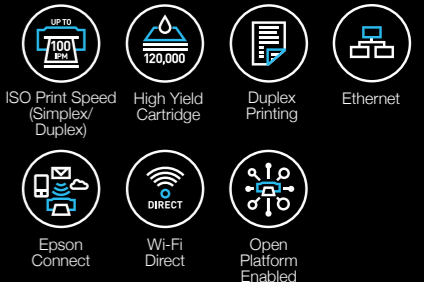 UP TO
100
IPM
ISO Print Speed
(Simplex/
Duplex)
120,000
High Yield
Cartridge
Duplex
Printing
Ethernet
Epson
Connect
DIRECT
Wi-Fi
Direct
Open
Platform
Enabled